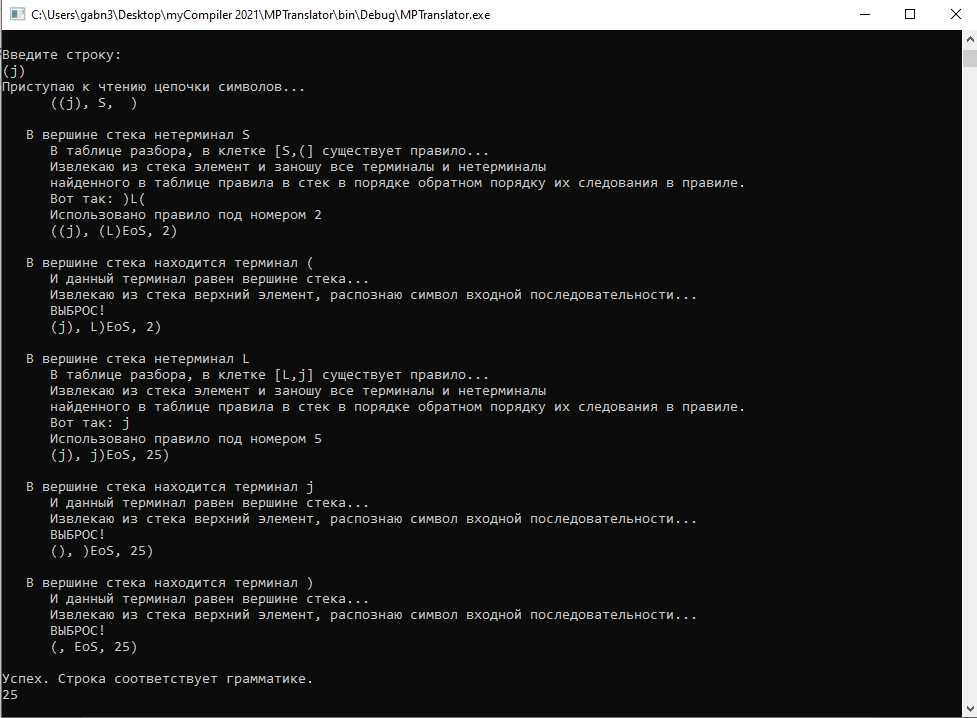 C:\Users\gabn3\Desktop\myCompiler 2021\MPTranslator\bin\Debug\MPTranslator.exe
Введите строку:
(j)
Приступаю к чтению цепочки символов...
((j), S,  )
В вершине стека нетерминал S
В таблице разбора, в клетке [S,(] существует правило...
Извлекаю из стека элемент и заношу все терминалы и нетерминалы
найденного в таблице правила в стек в порядке обратном порядку их следования в правиле.
Вот так: )L(
Использовано правило под номером 2
((j), (L)EoS, 2)
В вершине стека находится терминал (
И данный терминал равен вершине стека...
Извлекаю из стека верхний элемент, распознаю символ входной последовательности...
ВЫБРОС!
(j), L)EoS, 2)
В вершине стека нетерминал L
В таблице разбора, в клетке [L,j] существует правило...
Извлекаю из стека элемент и заношу все терминалы и нетерминалы
найденного в таблице правила в стек в порядке обратном порядку их следования в правиле.
Вот так: j
Использовано правило под номером 5
(j), j)EoS, 25)
В вершине стека находится терминал j
И данный терминал равен вершине стека...
Извлекаю из стека верхний элемент, распознаю символ входной последовательности...
ВЫБРОС!
(), )EoS, 25)
В вершине стека находится терминал )
И данный терминал равен вершине стека...
Извлекаю из стека верхний элемент, распознаю символ входной последовательности...
ВЫБРОС!
(, EoS, 25)
Успех. Строка соответствует грамматике.
25